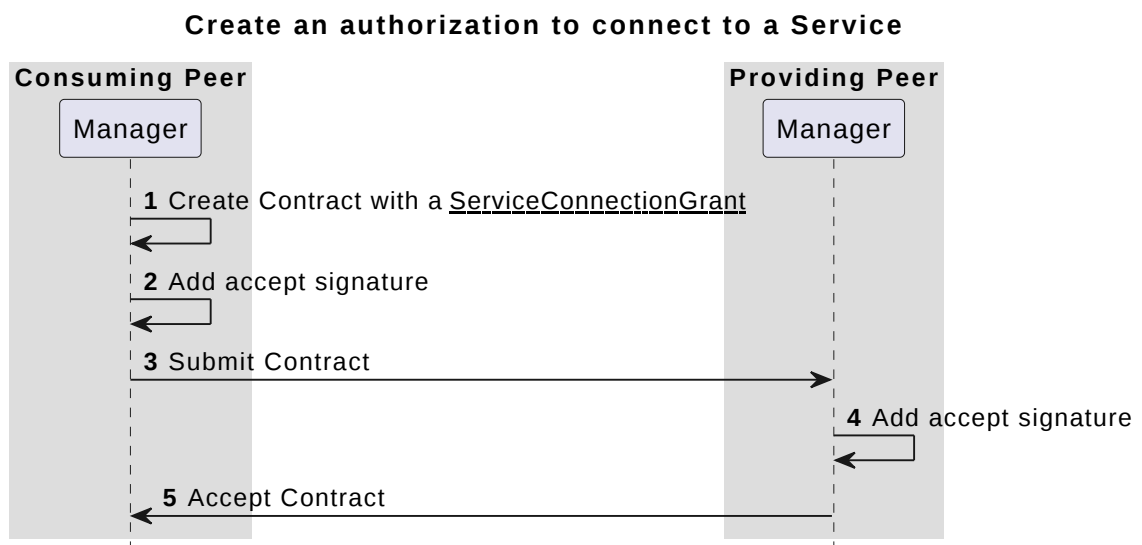 Create an authorization to connect to a Service
Consuming Peer
Providing Peer
Manager
Manager
1 Create Contract with a ServiceConnectionGrant
2 Add accept signature
3 Submit Contract
4 Add accept signature
5 Accept Contract